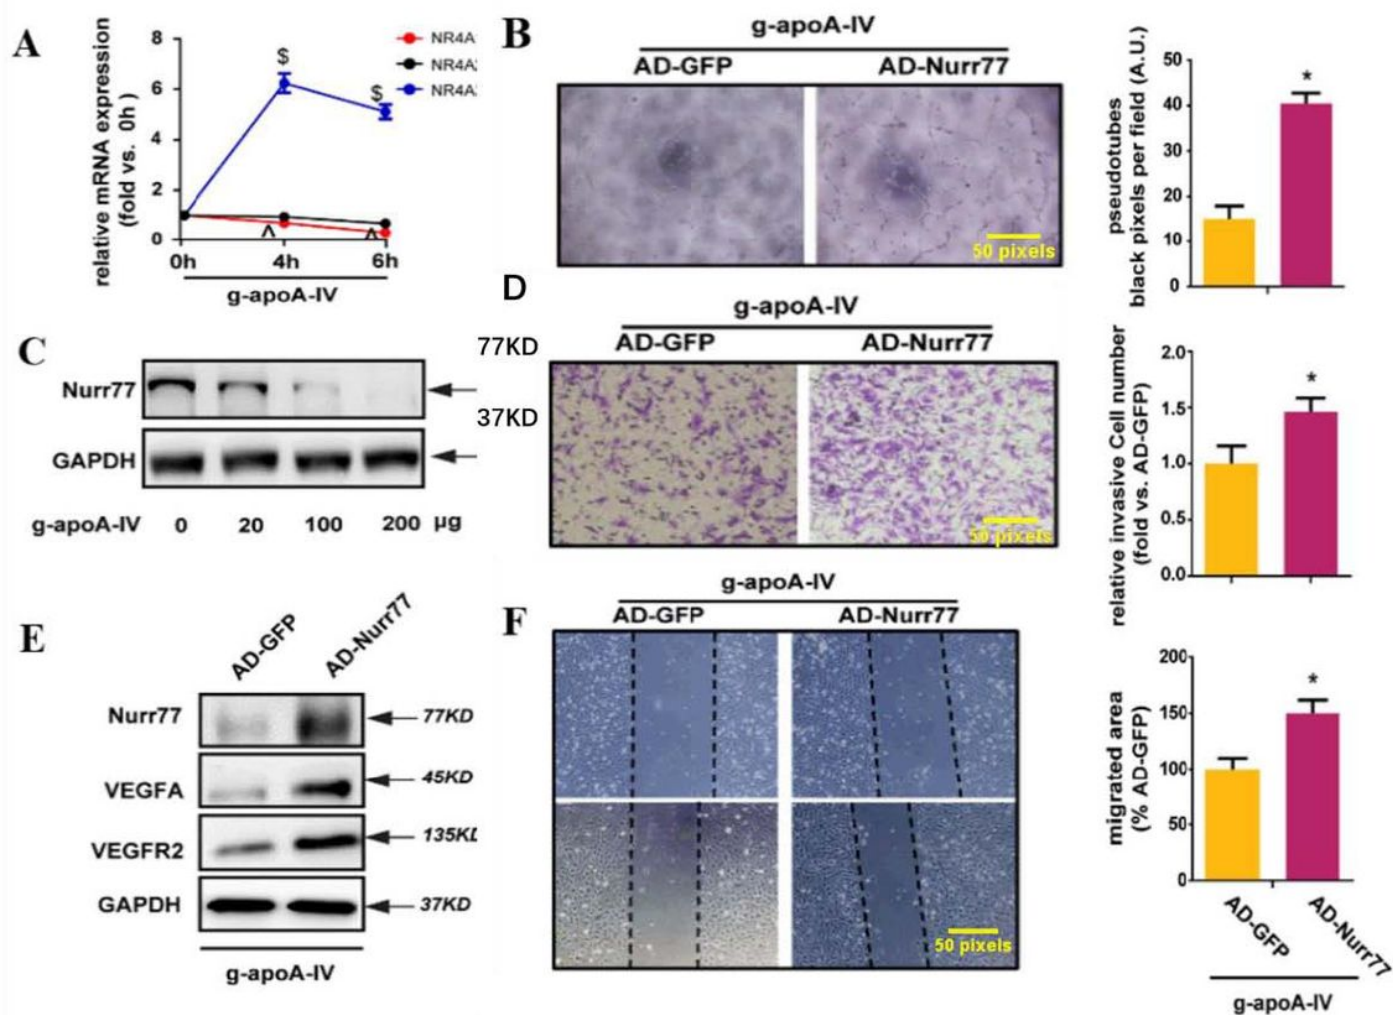 A
relative mRNA expression
(fold vs. 0h )
8
6
4
2
0
$
$
^
^
NR4A
NR4A
NR4A
0h
4h
6h
g-apoA-IV
B
g-apoA-IV
AD-GFP
AD-Nurr77
50 pixels
pseudotubes
black pixels per field (A.U.)
50
40
30
20
10
0
*
C
Nurr77
GAPDH
g-apoA-IV 0 20 100 200 µg
77KD
37KD
D
g-apoA-IV
AD-GFP
AD-Nurr77
50 pixels
relative invasive Cell number
(fold vs. AD-GFP)
2.0
1.5
1.0
0.5
0.0
*
E
AD-GFP
AD-Nurr77
Nurr77
77KD
VEGFA
45KD
VEGFR2
135K
GAPDH
37KD
g-apoA-IV
F
g-apoA-IV
AD-GFP
AD-Nurr77
50 pixels
migrated area
(% AD-GFP)
200
150
100
50
0
*
AD-GFP
AD-Nurr77
g-apoA-IV